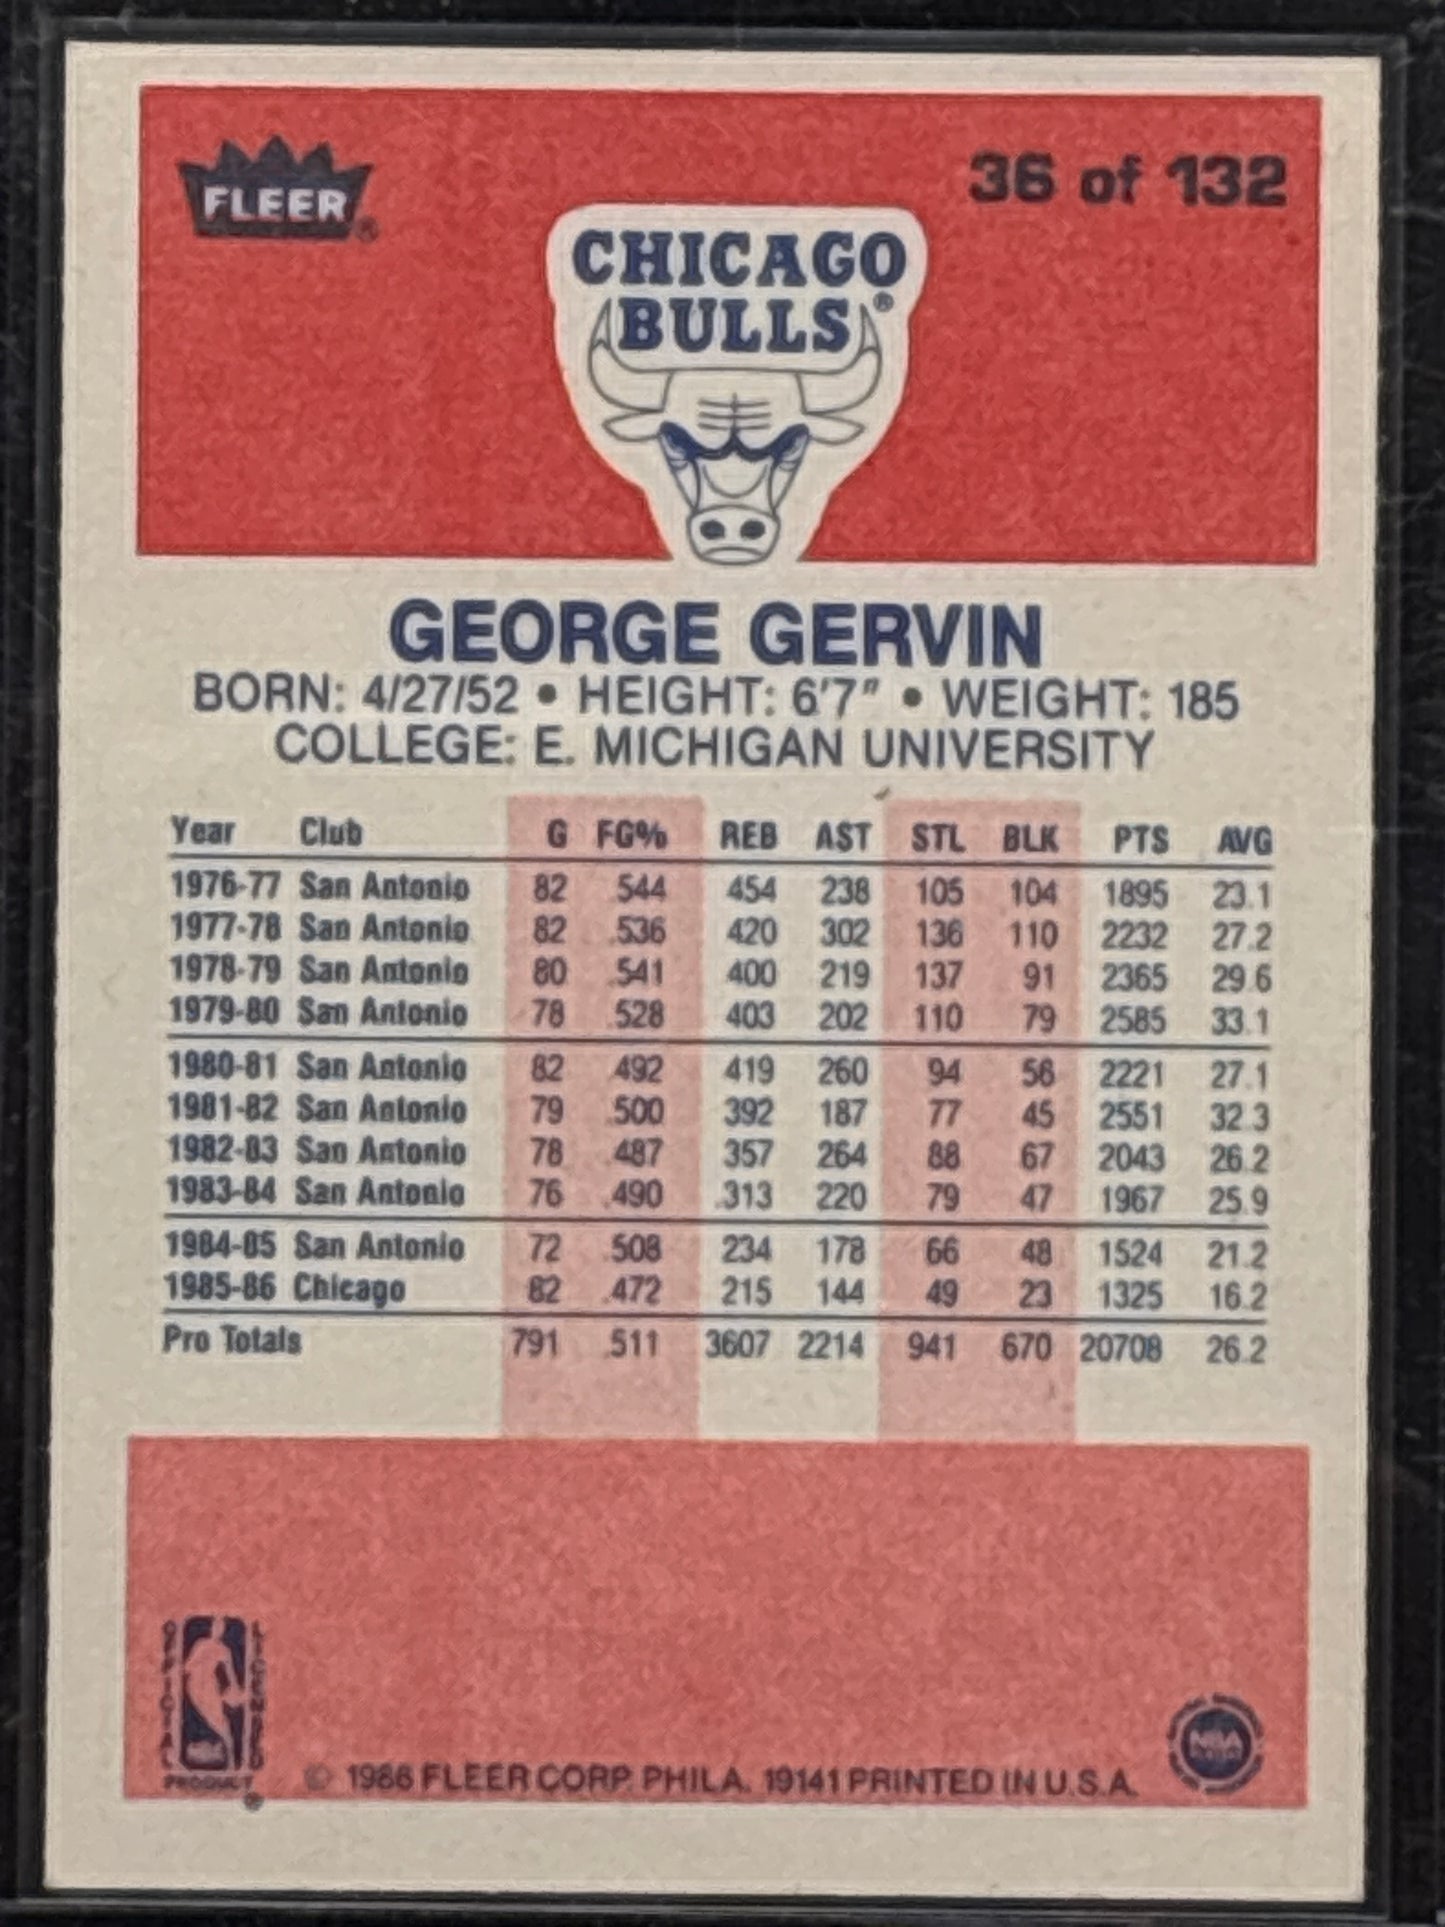 FLEER®
36 of 132
CHICAGO
BULLS®
GEORGE GERVIN
BORN: 4/27/52 • HEIGHT: 6'7" • WEIGHT: 185
COLLEGE: E. MICHIGAN UNIVERSITY
Year Club G FG% REB AST STL BLK PTS AVG
1976-77 San Antonio 82 .544 454 238 105 104 1895 23.1
1977-78 San Antonio 82 .536 420 302 136 110 2232 27.2
1978-79 San Antonio 80 .541 400 219 137 91 2365 29.6
1979-80 San Antonio 78 .528 403 202 110 79 2585 33.1
1980-81 San Antonio 82 .492 419 260 94 56 2221 27.1
1981-82 San Antonio 79 .500 392 187 77 45 2551 32.3
1982-83 San Antonio 78 .487 357 264 88 67 2043 26.2
1983-84 San Antonio 76 .490 313 220 79 47 1967 25.9
1984-85 San Antonio 72 .508 234 178 66 48 1524 21.2
1985-86 Chicago 82 .472 215 144 49 23 1325 16.2
Pro Totals 791 .511 3607 2214 941 670 20708 26.2
OFFICIAL LICENSED
PRODUCT®
© 1986 FLEER CORP. PHILA. 19141 PRINTED IN U.S.A.
NBA